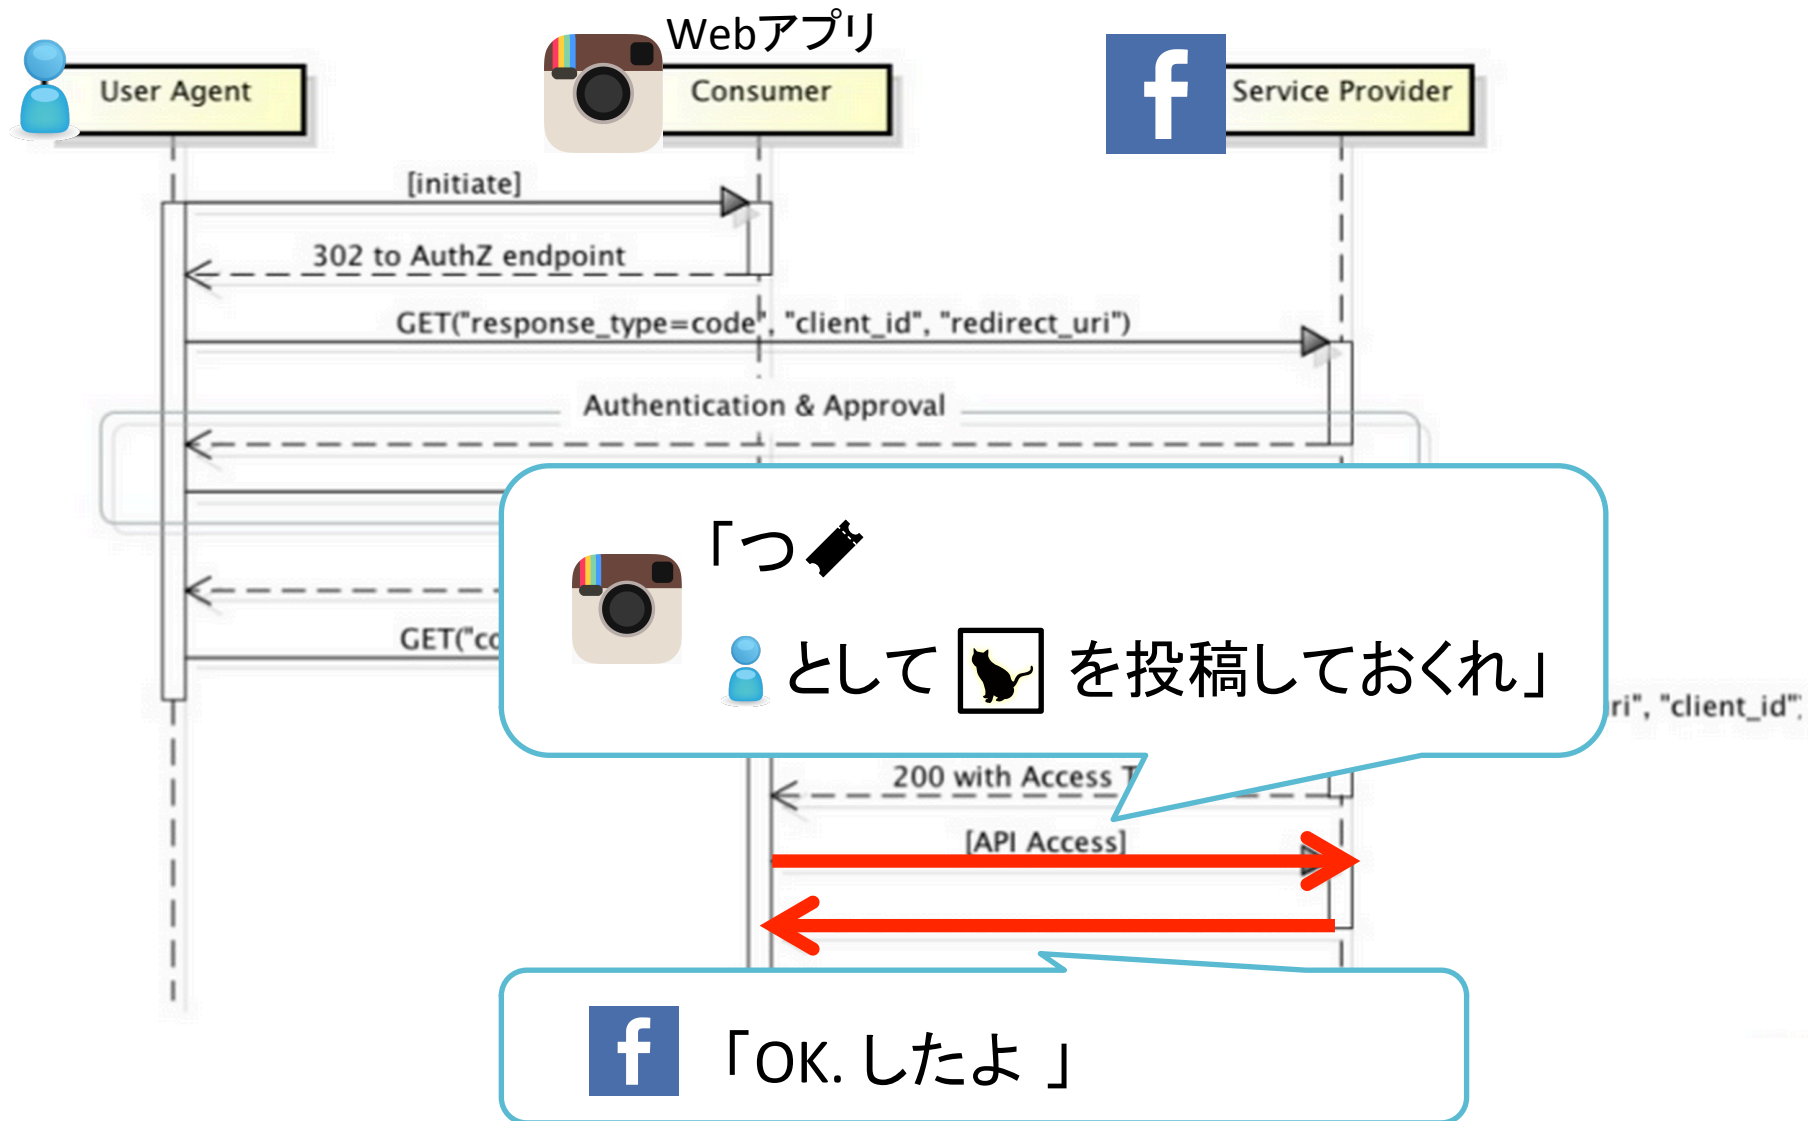 Webアプリ
User Agent
Consumer
Service Provider
[initiate]
302 to AuthZ endpoint
GET("response_type=code", "client_id", "redirect_uri")
Authentication & Approval
「つ
として を投稿しておくれ」
GET("co
ri", "client_id"
200 with Access T
[API Access]
「OK. したよ 」